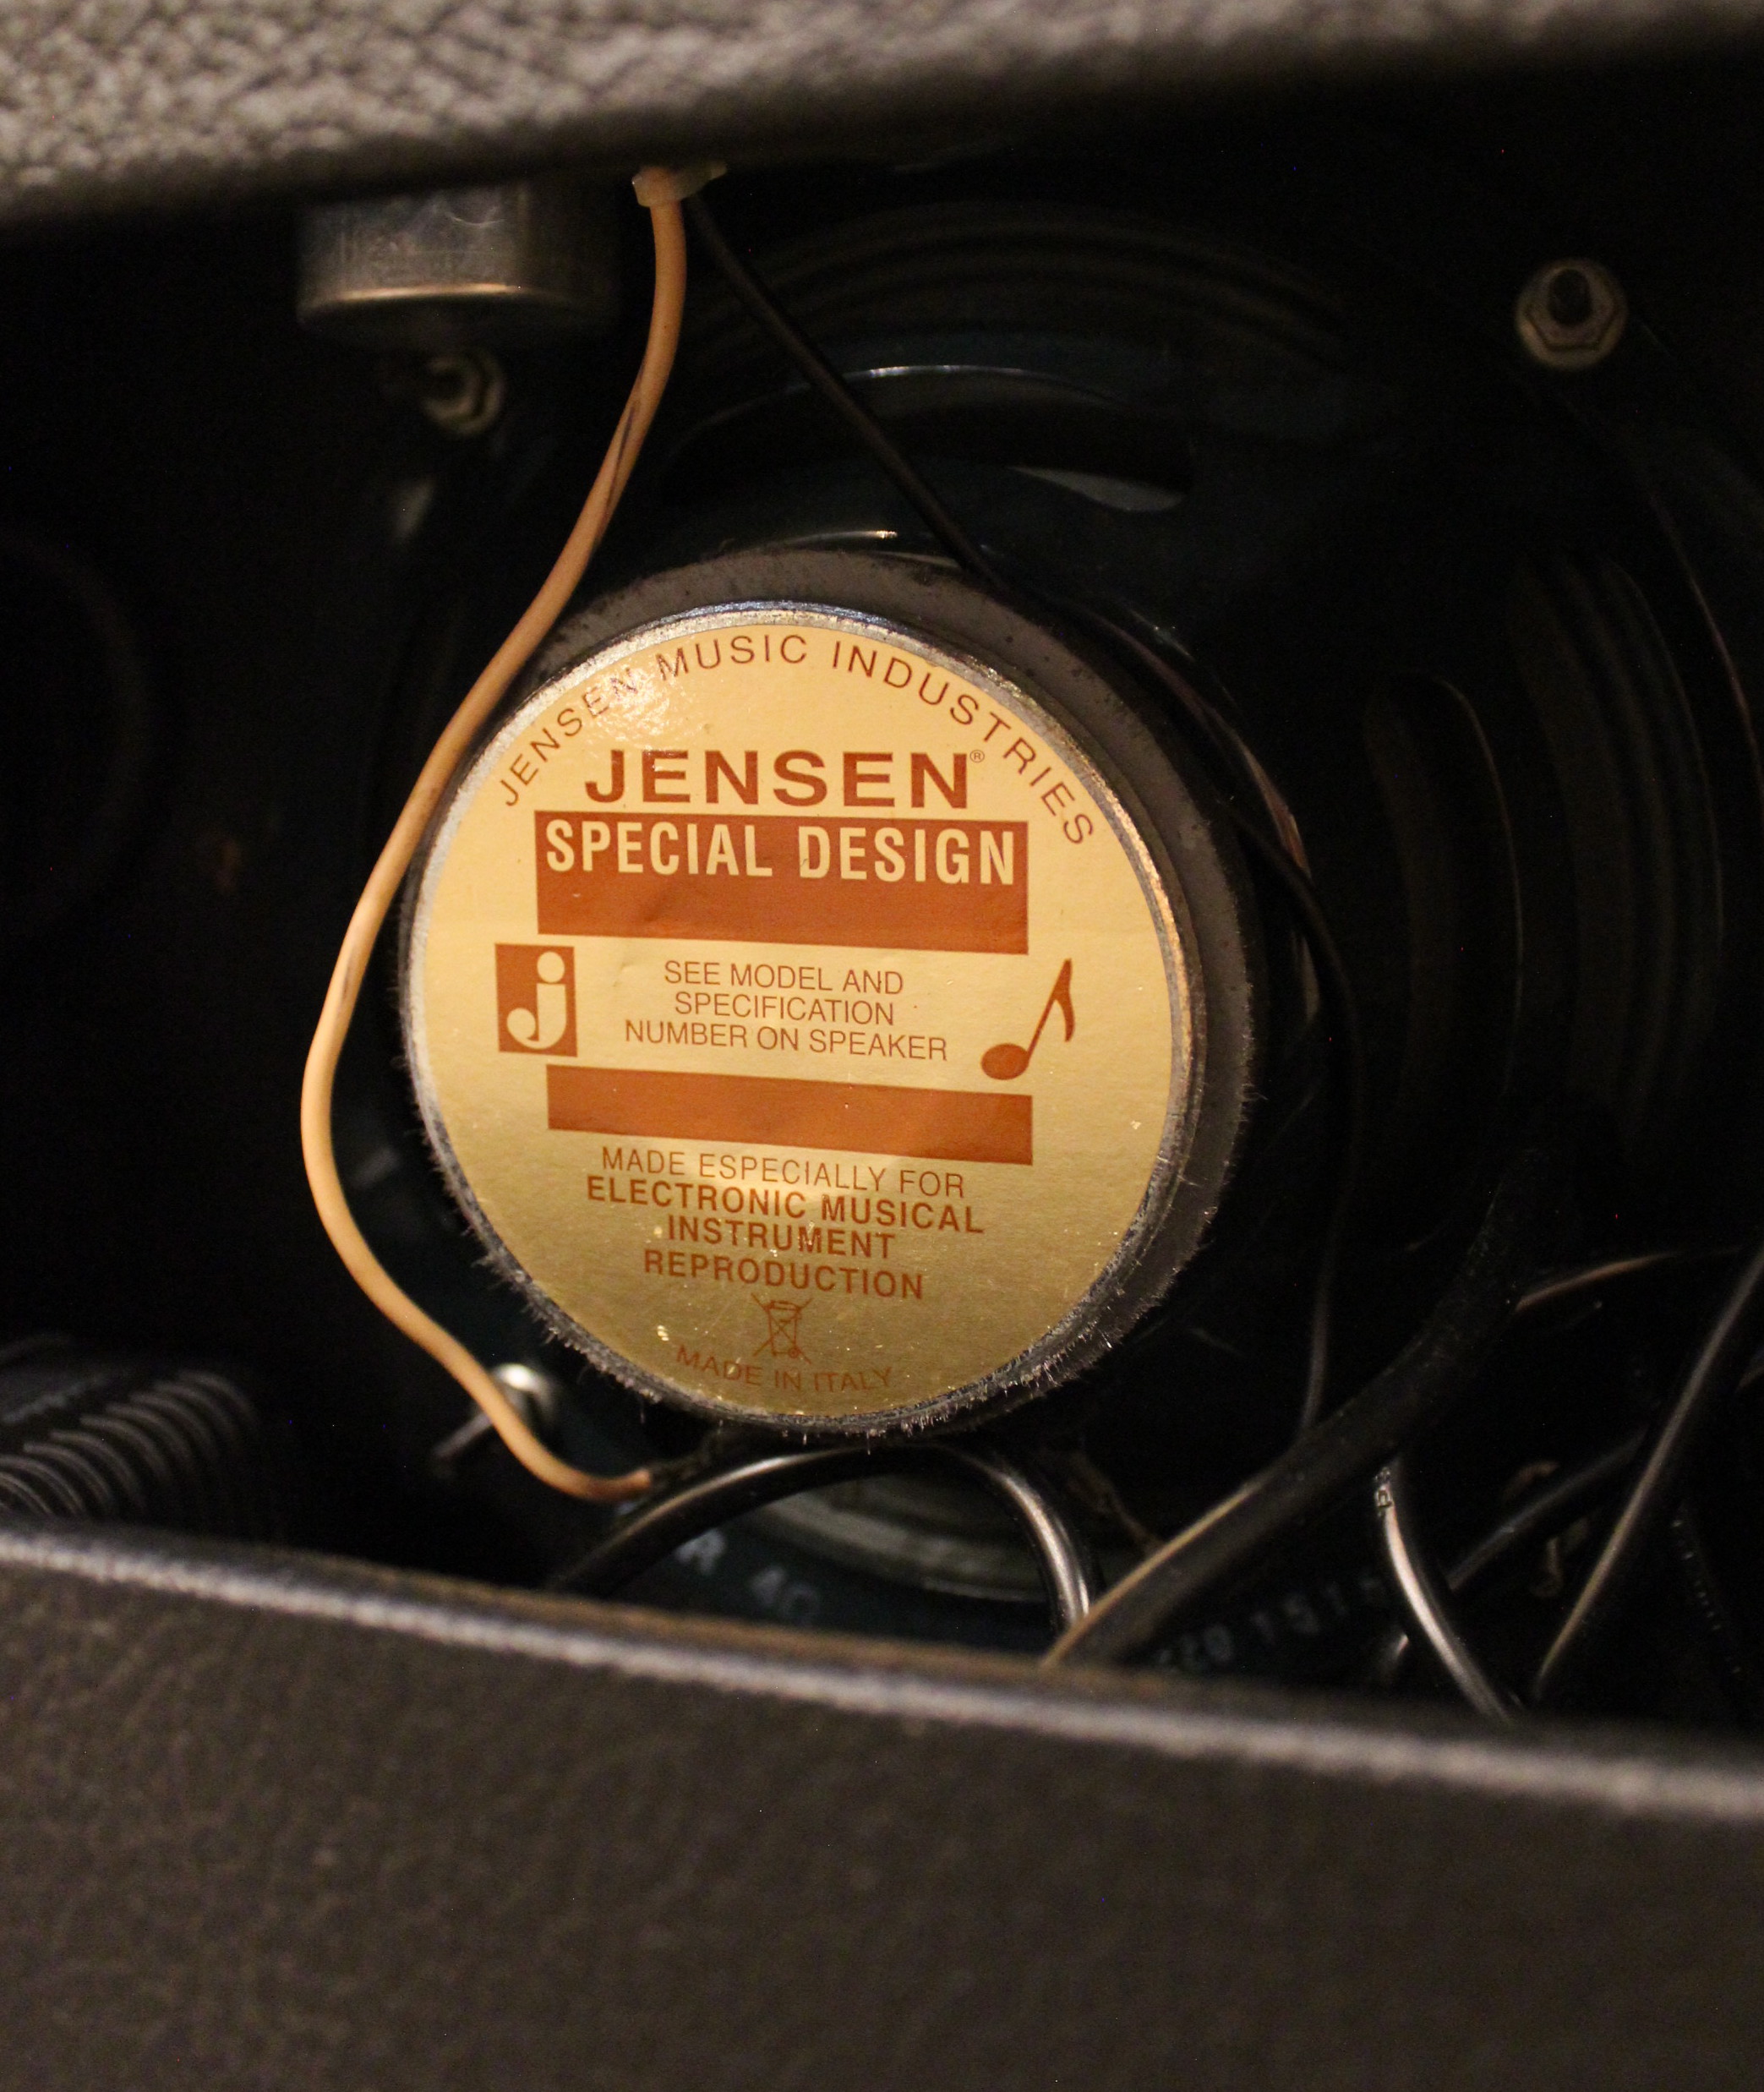 JENSEN MUSIC INDUSTRIES
JENSEN®
SPECIAL DESIGN
j
SEE MODEL AND
SPECIFICATION
NUMBER ON SPEAKER
MADE ESPECIALLY FOR
ELECTRONIC MUSICAL
INSTRUMENT
REPRODUCTION
MADE IN ITALY
R 4Ω